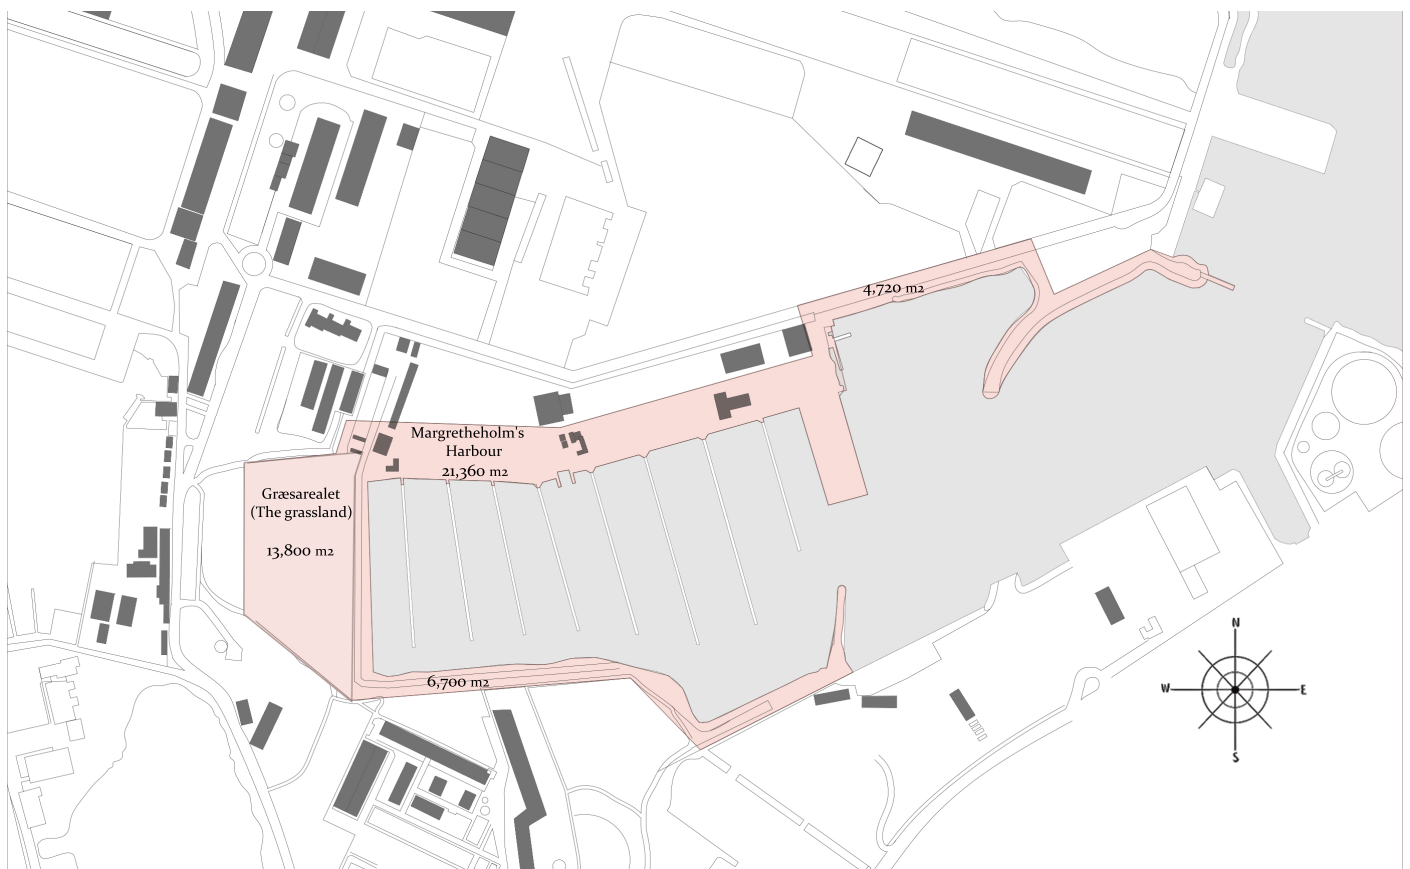 4,720 m2
Margretheholm's
Harbour
21,360 m2
Græsarealet
(The grassland)
13,800 m2
6,700 m2
N
W
E
S